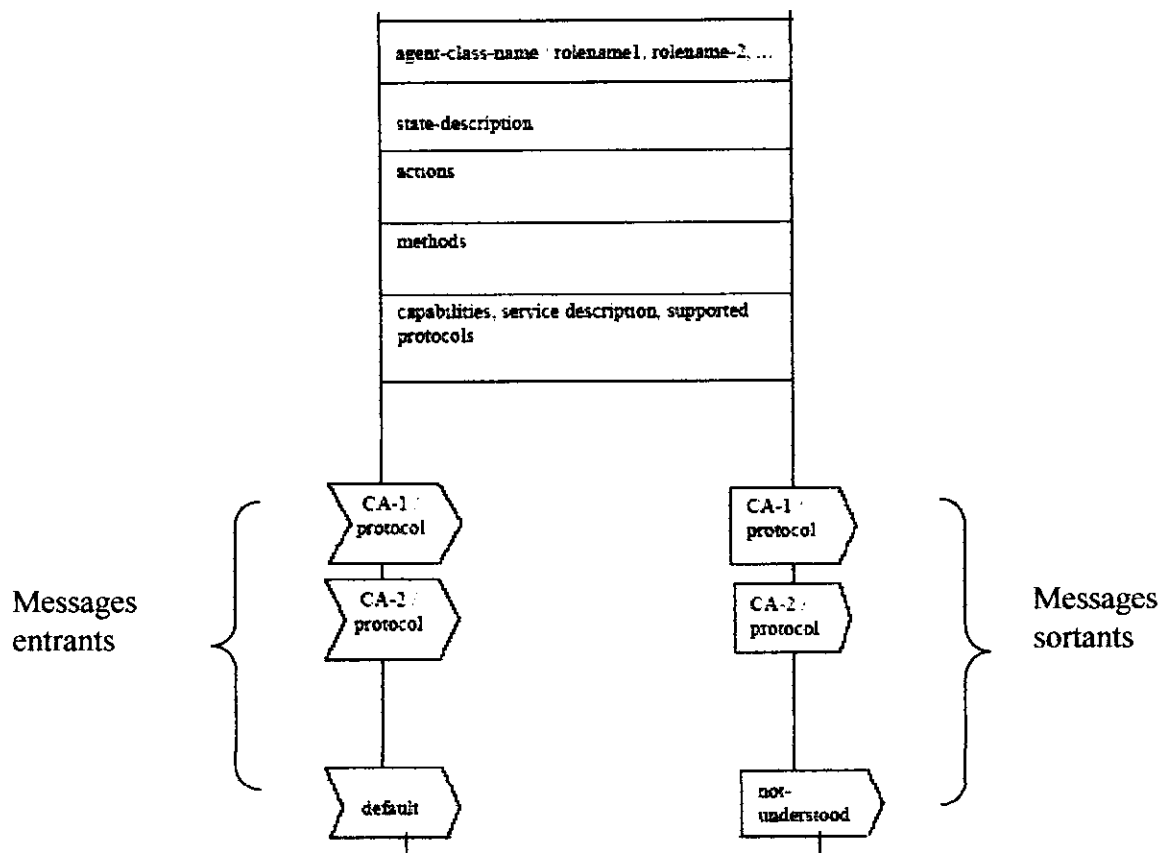 agent-class-name / rolename1, rolename-2, ...
state-description
actions
methods
capabilities, service description, supported
protocols
CA-1 /
protocol
CA-1 /
protocol
CA-2 /
protocol
CA-2 /
protocol
Messages
entrants
Messages
sortants
default
not-
understood